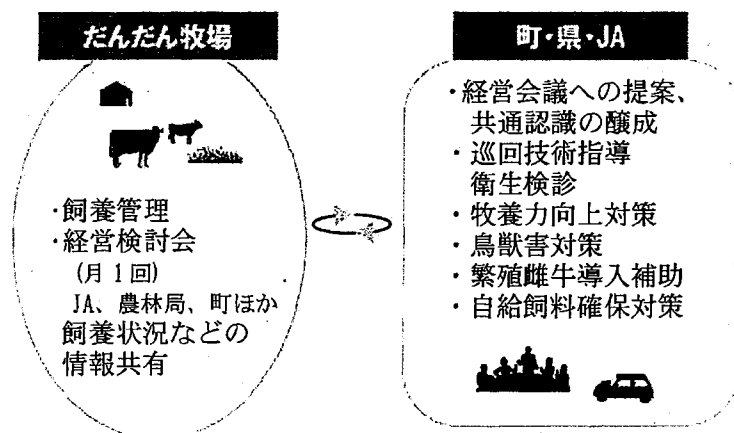 だんだん牧場
・飼養管理
・経営検討会
(月1回)
JA、農林局、町ほか
飼養状況などの
情報共有
町・県・JA
・経営会議への提案、
共通認識の醸成
・巡回技術指導
衛生検診
・牧養力向上対策
・鳥獣害対策
・繁殖雌牛導入補助
・自給飼料確保対策